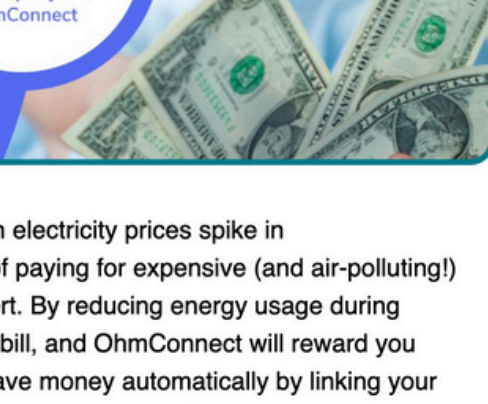 nConnect
n electricity prices spike in
f paying for expensive (and air-polluting!)
rt. By reducing energy usage during
bill, and OhmConnect will reward you
ave money automatically by linking your